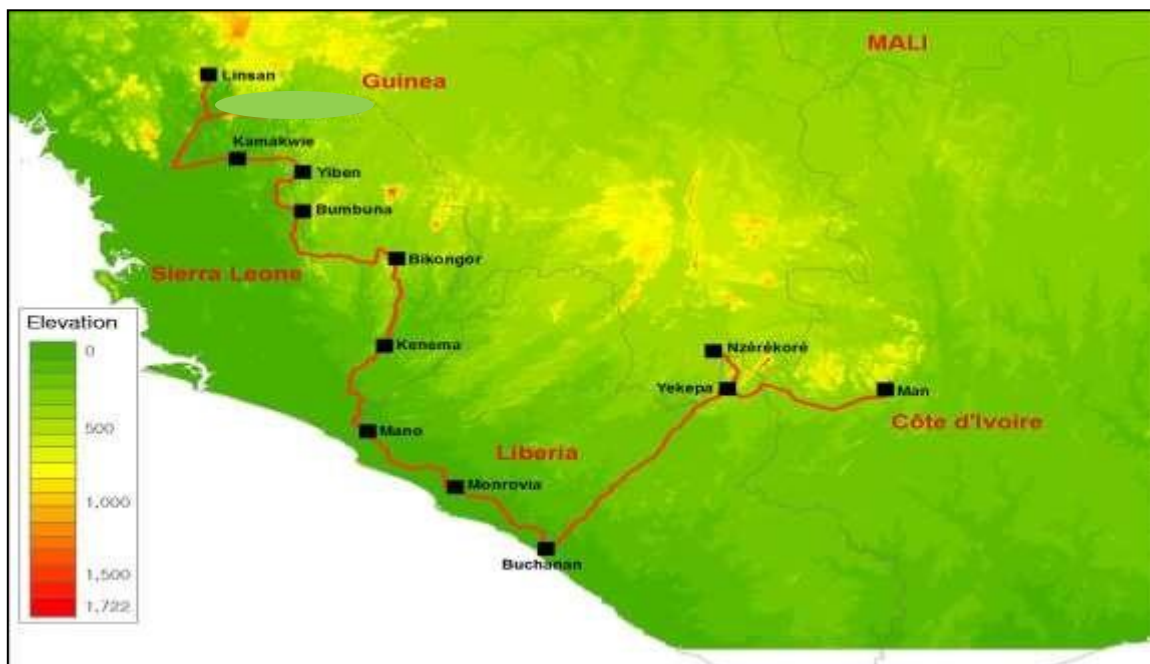 MALI
Linsan
Guinea
Kamakwie
Yiben
Bumbuna
Bikongor
Sierra Leone
Elevation
0
500
1,000
1,500
1,722
Kenema
Nzérékoré
Yekepa
Man
Côte d'Ivoire
Mano
Liberia
Monrovia
Buchanan